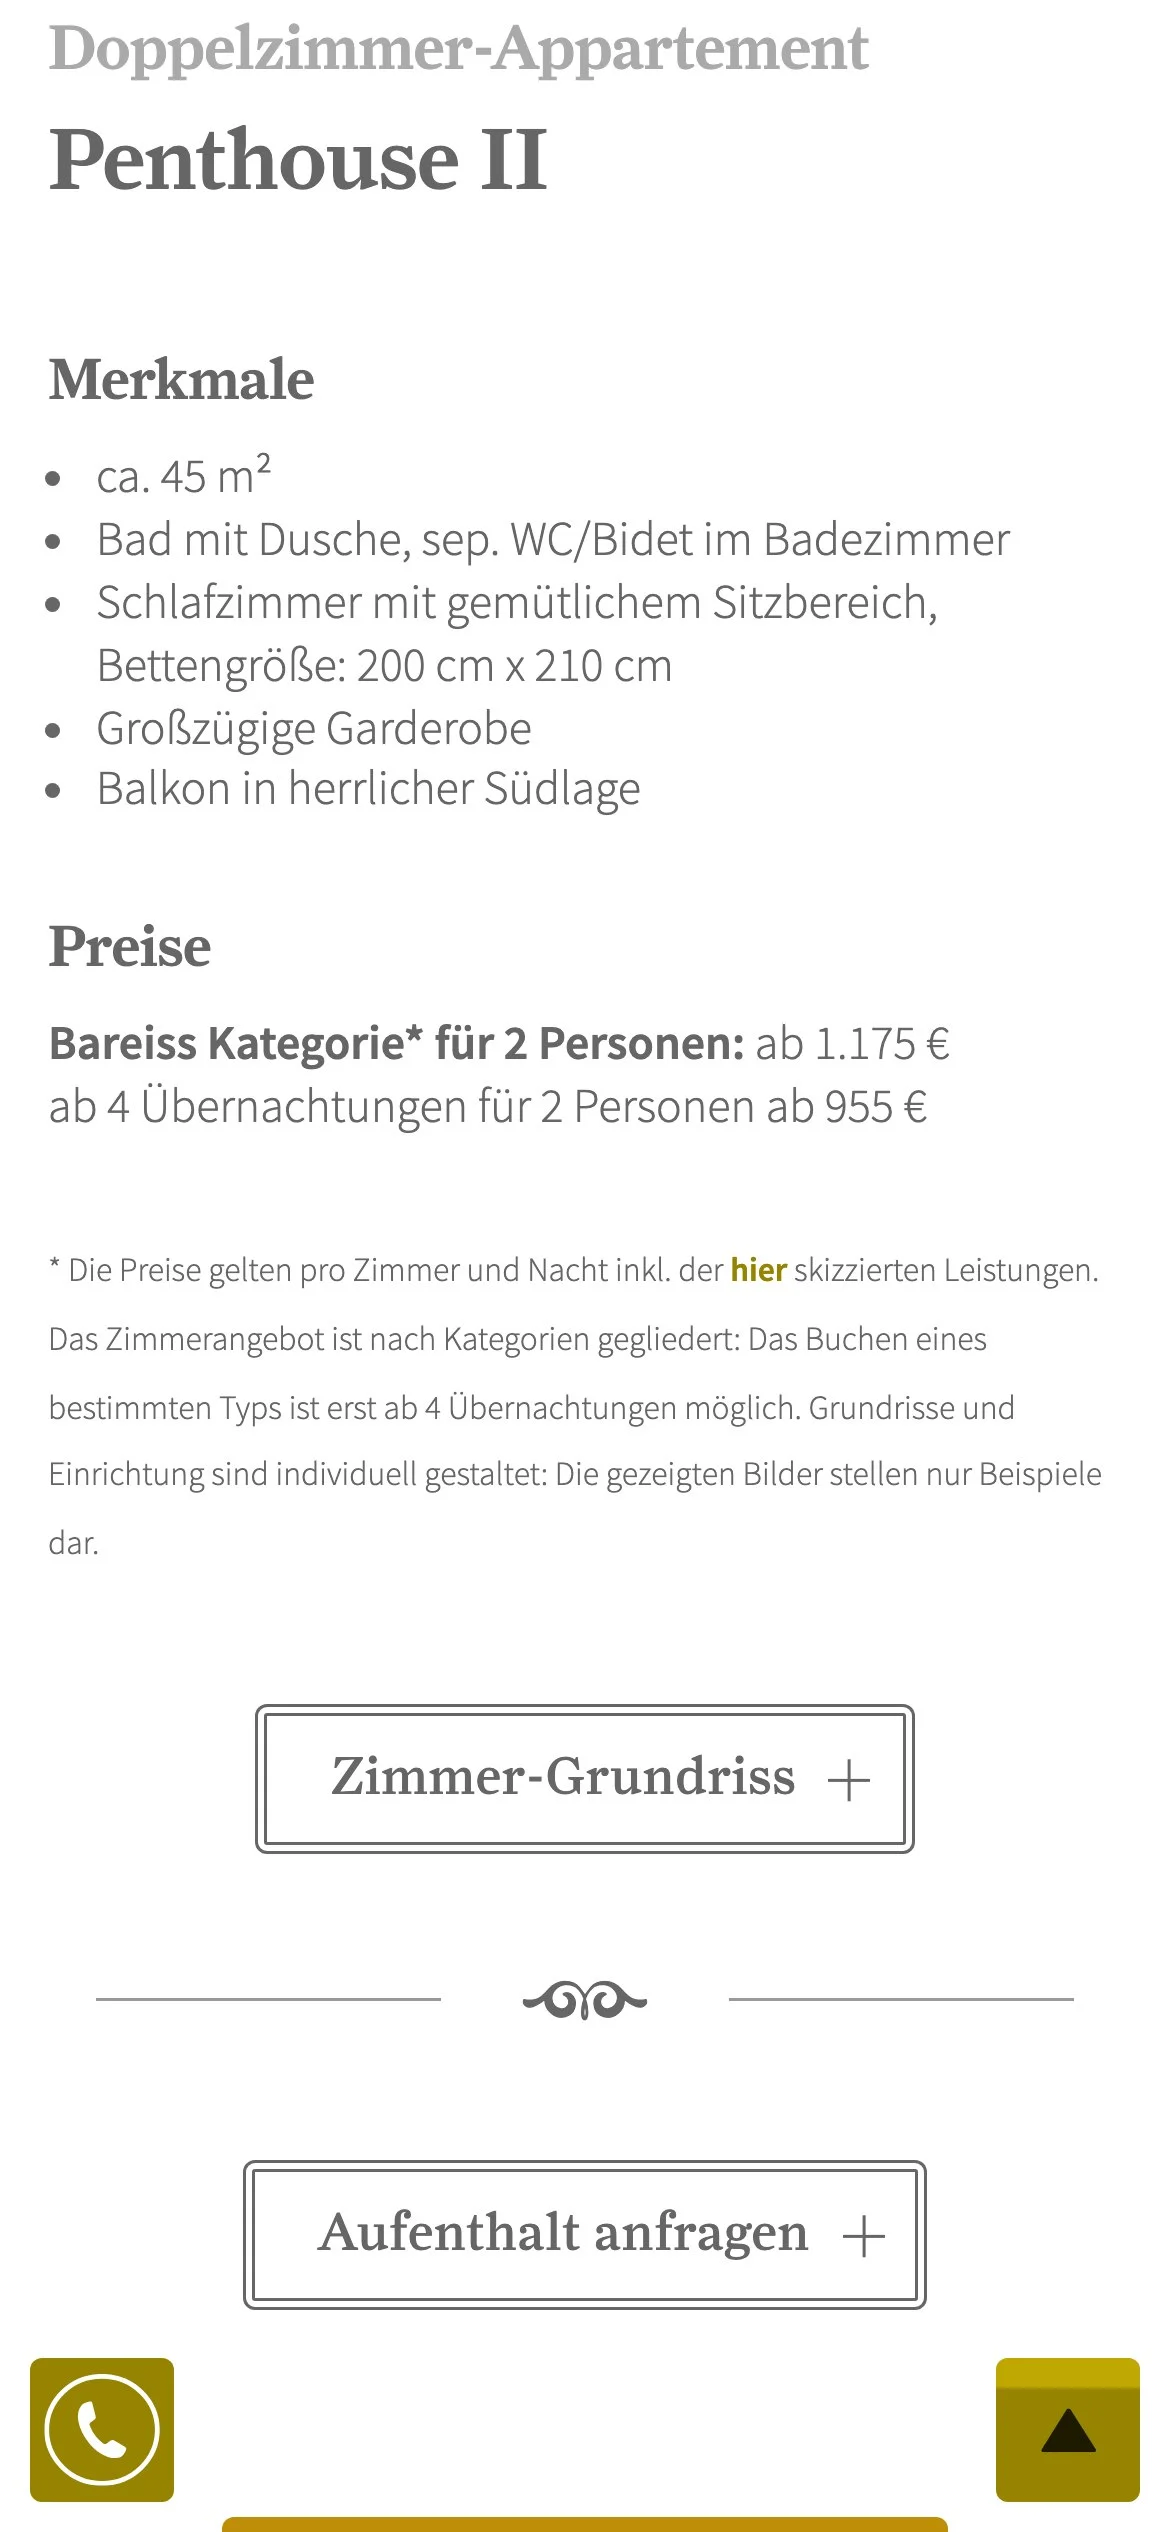 Doppelzimmer-Appartement
Penthouse II
Merkmale
ca. 45 m²
Bad mit Dusche, sep. WC/Bidet im Badezimmer
Schlafzimmer mit gemütlichem Sitzbereich,
Bettengröße: 200 cm x 210 cm
Großzügige Garderobe
Balkon in herrlicher Südlage
Preise
Bareiss Kategorie* für 2 Personen: ab 1.175 €
ab 4 Übernachtungen für 2 Personen ab 955 €
* Die Preise gelten pro Zimmer und Nacht inkl. der hier skizzierten Leistungen.
Das Zimmerangebot ist nach Kategorien gegliedert: Das Buchen eines
bestimmten Typs ist erst ab 4 Übernachtungen möglich. Grundrisse und
Einrichtung sind individuell gestaltet: Die gezeigten Bilder stellen nur Beispiele
dar.
Zimmer-Grundriss
Aufenthalt anfragen